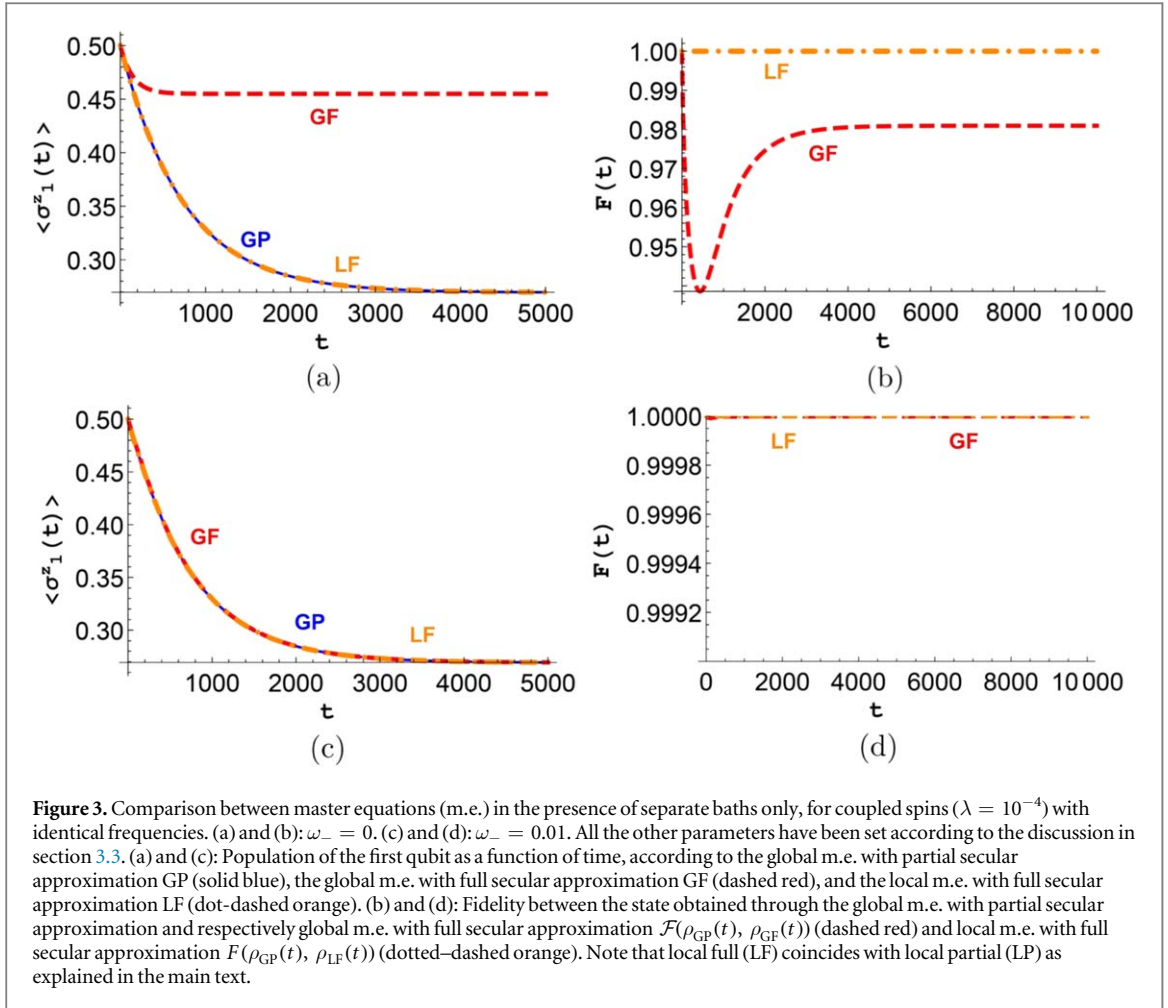 <σᶻ₁(t)>
0.50
0.45
0.40
0.35
0.30
GF
GP
LF
1000 2000 3000 4000 5000
t
(a)
F(t)
1.00
0.99
0.98
0.97
0.96
0.95
LF
GF
2000 4000 6000 8000 10 000
t
(b)
<σᶻ₁(t)>
0.50
0.45
0.40
0.35
0.30
GF
GP
LF
1000 2000 3000 4000 5000
t
(c)
F(t)
1.0000
0.9998
0.9996
0.9994
0.9992
LF
GF
0 2000 4000 6000 8000 10 000
t
(d)
Figure 3. Comparison between master equations (m.e.) in the presence of separate baths only, for coupled spins (λ = 10⁻⁴) with
identical frequencies. (a) and (b): ω₋ = 0. (c) and (d): ω₋ = 0.01. All the other parameters have been set according to the discussion in
section 3.3. (a) and (c): Population of the first qubit as a function of time, according to the global m.e. with partial secular
approximation GP (solid blue), the global m.e. with full secular approximation GF (dashed red), and the local m.e. with full secular
approximation LF (dot-dashed orange). (b) and (d): Fidelity between the state obtained through the global m.e. with partial secular
approximation and respectively global m.e. with full secular approximation ℱ(ρGP(t), ρGF(t)) (dashed red) and local m.e. with full
secular approximation F(ρGP(t), ρLF(t)) (dotted–dashed orange). Note that local full (LF) coincides with local partial (LP) as
explained in the main text.